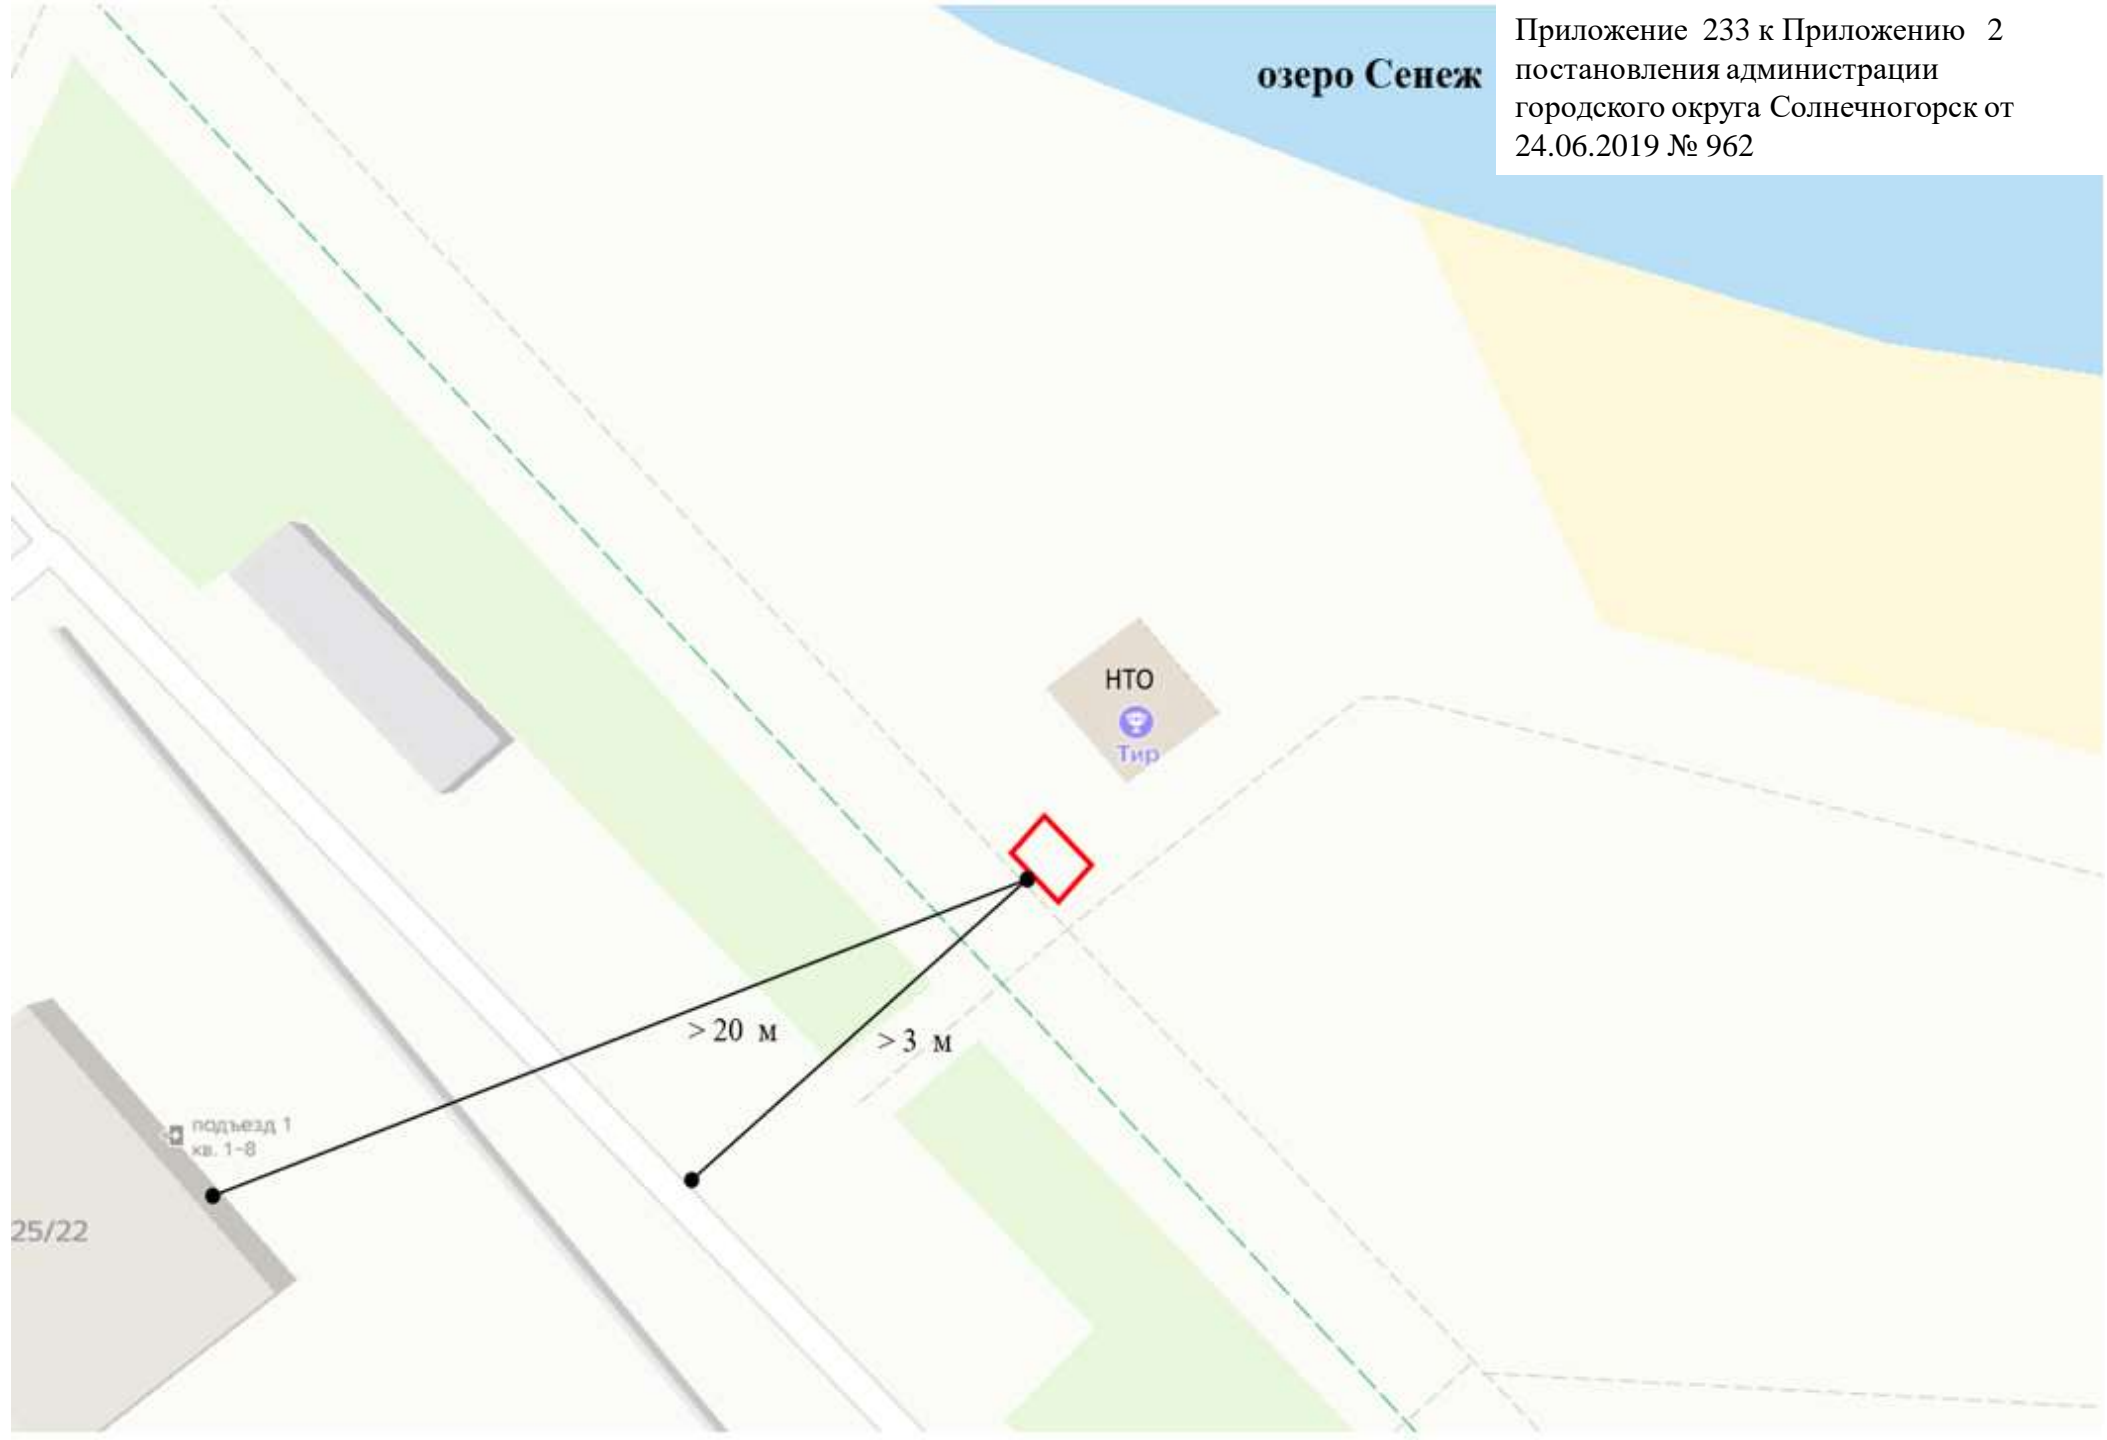 Приложение 233 к Приложению 2
постановления администрации
городского округа Солнечногорск от
24.06.2019 № 962
озеро Сенеж
НТО
Тир
> 20 м
> 3 м
подъезд 1
кв. 1-8
25/22